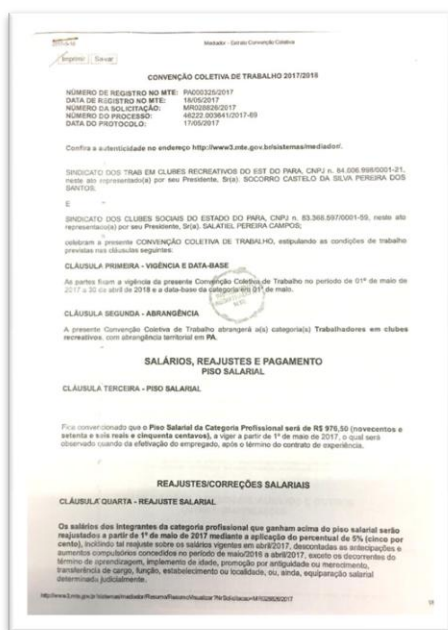 Mediador - Extrato Convenção Coletiva
Imprimir Salvar
CONVENÇÃO COLETIVA DE TRABALHO 2017/2018
NÚMERO DE REGISTRO NO MTE: PA000325/2017
DATA DE REGISTRO NO MTE: 18/05/2017
NÚMERO DA SOLICITAÇÃO: MR028826/2017
NÚMERO DO PROCESSO: 46222.003641/2017-89
DATA DO PROTOCOLO: 17/05/2017
Confira a autenticidade no endereço http://www3.mte.gov.br/sistemas/mediador/.
SINDICATO DOS TRAB EM CLUBES RECREATIVOS DO EST DO PARA, CNPJ n. 84.006.998/0001-21,
neste ato representado(a) por seu Presidente, Sr(a). SOCORRO CASTELO DA SILVA PEREIRA DOS
SANTOS;
E
SINDICATO DOS CLUBES SOCIAIS DO ESTADO DO PARA, CNPJ n. 83.368.597/0001-59, neste ato
representado(a) por seu Presidente, Sr(a). SALATIEL PEREIRA CAMPOS;
celebram a presente CONVENÇÃO COLETIVA DE TRABALHO, estipulando as condições de trabalho
previstas nas cláusulas seguintes:
CLÁUSULA PRIMEIRA - VIGÊNCIA E DATA-BASE
As partes fixam a vigência da presente Convenção Coletiva de Trabalho no período de 01º de maio de
2017 a 30 de abril de 2018 e a data-base da categoria em 01º de maio.
CLÁUSULA SEGUNDA - ABRANGÊNCIA
A presente Convenção Coletiva de Trabalho abrangerá a(s) categoria(s) Trabalhadores em clubes
recreativos, com abrangência territorial em PA.
SALÁRIOS, REAJUSTES E PAGAMENTO
PISO SALARIAL
CLÁUSULA TERCEIRA - PISO SALARIAL
Fica convencionado que o Piso Salarial da Categoria Profissional será de R$ 976,50 (novecentos e
setenta e seis reais e cinquenta centavos), a viger a partir de 1º de maio de 2017, o qual será
observado quando da efetivação do empregado, após o término do contrato de experiência.
REAJUSTES/CORREÇÕES SALARIAIS
CLÁUSULA QUARTA - REAJUSTE SALARIAL
Os salários dos integrantes da categoria profissional que ganham acima do piso salarial serão
reajustados a partir de 1º de maio de 2017 mediante a aplicação do percentual de 5% (cinco por
cento), incidindo tal reajuste sobre os salários vigentes em abril/2017, descontadas as antecipações e
aumentos compulsórios concedidos no período de maio/2016 a abril/2017, exceto os decorrentes do
término de aprendizagem, implemento de idade, promoção por antiguidade ou merecimento,
transferência de cargo, função, estabelecimento ou localidade, ou, ainda, equiparação salarial
determinada judicialmente.
http://www3.mte.gov.br/sistemas/mediador/Resumo/ResumoVisualizar?NrSolicitacao=MR028826/2017